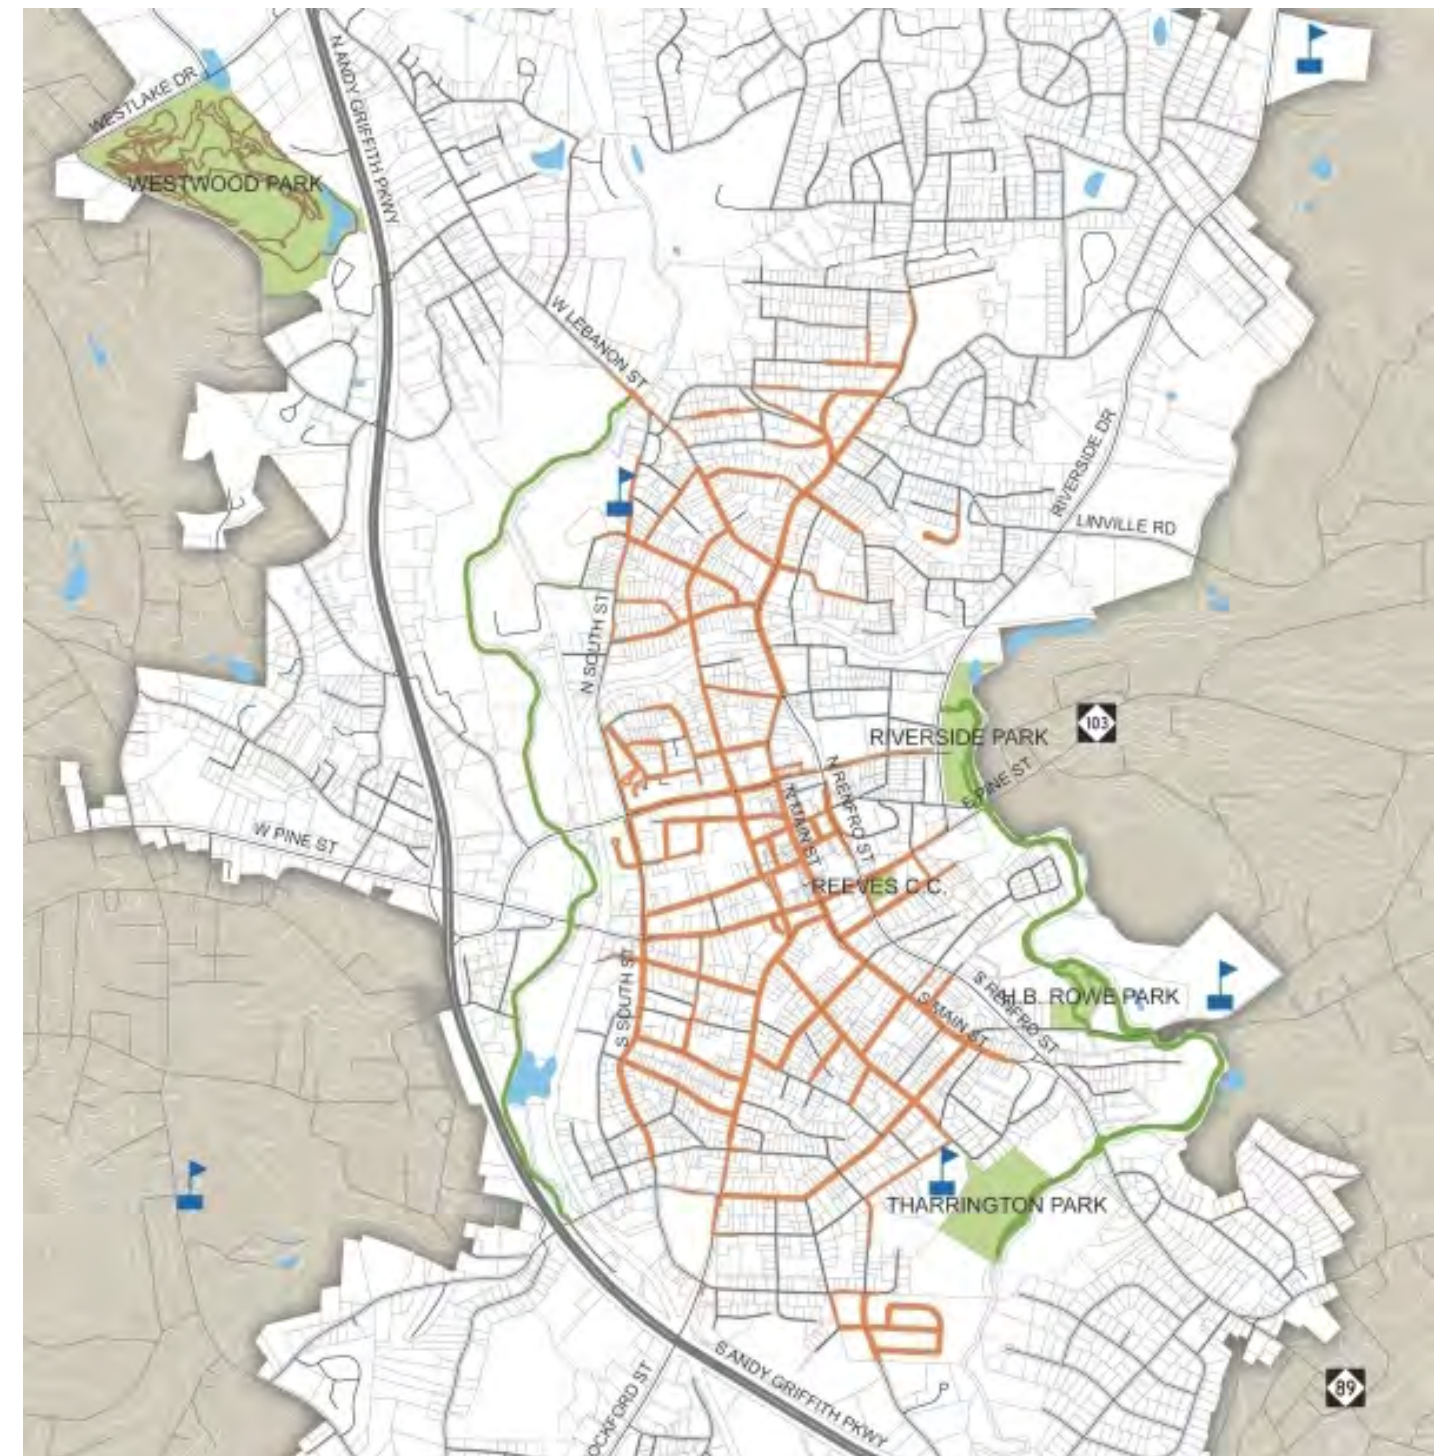 WESTLAKE DR
N ANDY GRIFFITH PKWY
WESTWOOD PARK
W LEBANON ST
RIVERSIDE DR
LINVILLE RD
N SOUTH ST
103
RIVERSIDE PARK
E PINE ST
N RENFRO ST
N MAIN ST
W PINE ST
REEVES C.C.
S SOUTH ST
S RENFRO ST
H.B. ROWE PARK
S MAIN ST
THARRINGTON PARK
S ANDY GRIFFITH PKWY
OCKFORD ST
89